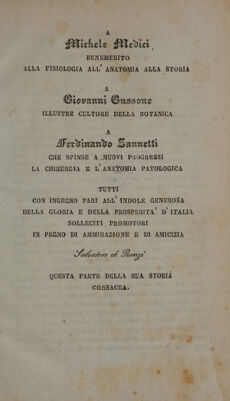 A
Michele Medici
BENEMERITO
ALLA FISIOLOGIA ALL' ANATOMIA ALLA STORIA
A
Giovanni Gussone
ILLUSTRE CULTORE DELLA BOTANICA
A
Ferdinando Zannetti
CHE SPINSE A NUOVI PROGRESSI
LA CHIRURGIA E L'ANATOMIA PATOLOGICA
TUTTI
CON INGEGNO PARI ALL' INDOLE GENEROSA
DELLA GLORIA E DELLA PROSPERITA' D' ITALIA
SOLLECITI PROMOTORI
IN PEGNO DI AMMIRAZIONE E DI AMICIZIA
Salvatore de Renzi
QUESTA PARTE DELLA SUA STORIA
CONSACRA.